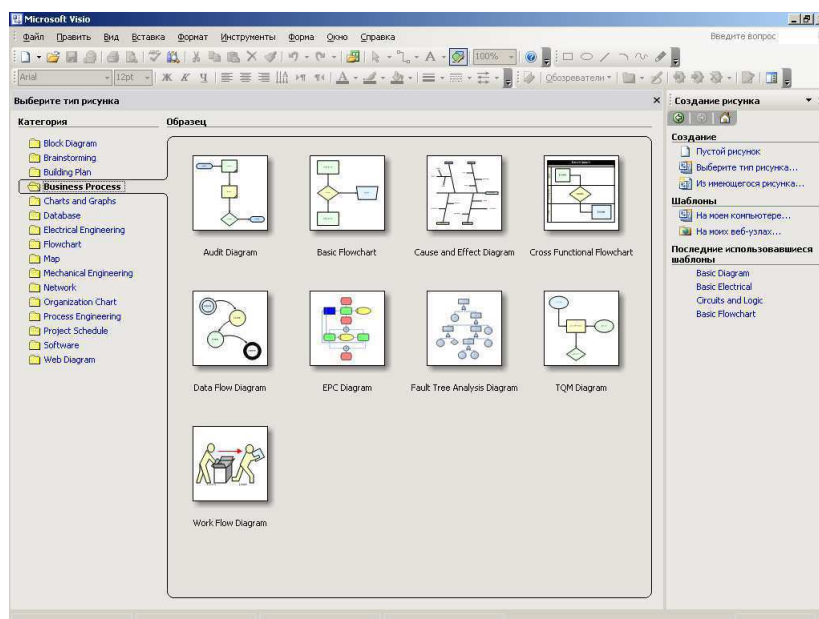 Microsoft Visio
Файл Править Вид Вставка Формат Инструменты Форма Окно Справка
Введите вопрос
100%
Arial 12pt Ж К Ч Обозреватели
Выберите тип рисунка
Создание рисунка
Категория
Образец
Block Diagram
Brainstorming
Building Plan
Business Process
Charts and Graphs
Database
Electrical Engineering
Flowchart
Map
Mechanical Engineering
Network
Organization Chart
Process Engineering
Project Schedule
Software
Web Diagram
Audit Diagram
Basic Flowchart
Cause and Effect Diagram
Cross Functional Flowchart
Data Flow Diagram
EPC Diagram
Fault Tree Analysis Diagram
TQM Diagram
Work Flow Diagram
Создание
Пустой рисунок
Выберите тип рисунка...
Из имеющегося рисунка...
Шаблоны
На моем компьютере...
На моих веб-узлах...
Последние использовавшиеся
шаблоны
Basic Diagram
Basic Electrical
Circuits and Logic
Basic Flowchart